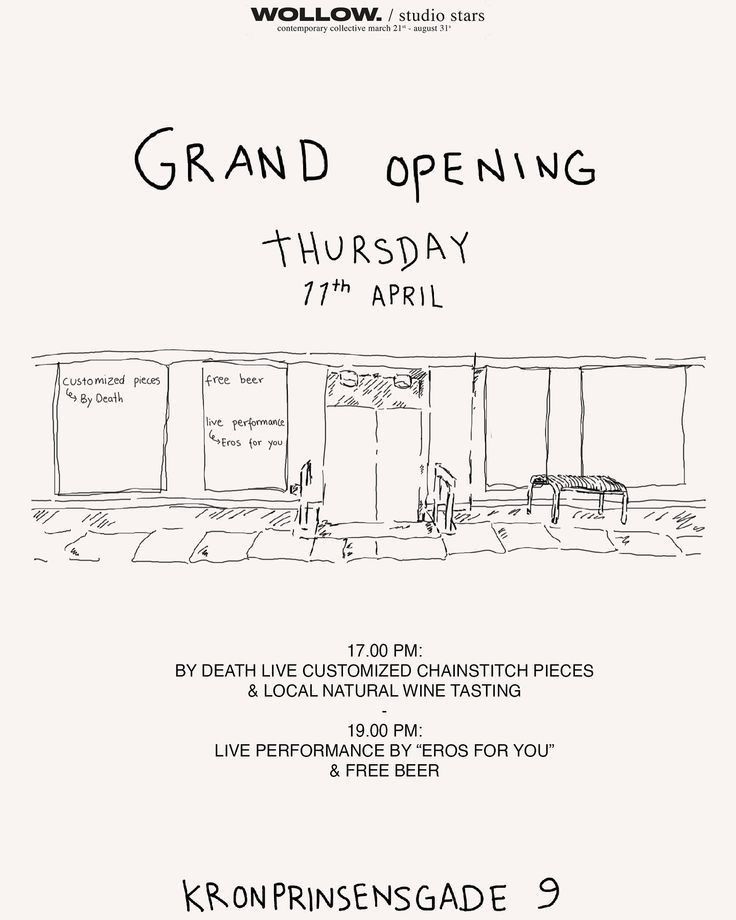 WOLLOW. / studio stars
contemporary collective march 21st - august 31st
GRAND OPENING
THURSDAY
11th APRIL
customized pieces
↳ By Death
free beer
live performance
↳ Eros for you
17.00 PM:
BY DEATH LIVE CUSTOMIZED CHAINSTITCH PIECES
& LOCAL NATURAL WINE TASTING
-
19.00 PM:
LIVE PERFORMANCE BY “EROS FOR YOU”
& FREE BEER
KRONPRINSENSGADE 9